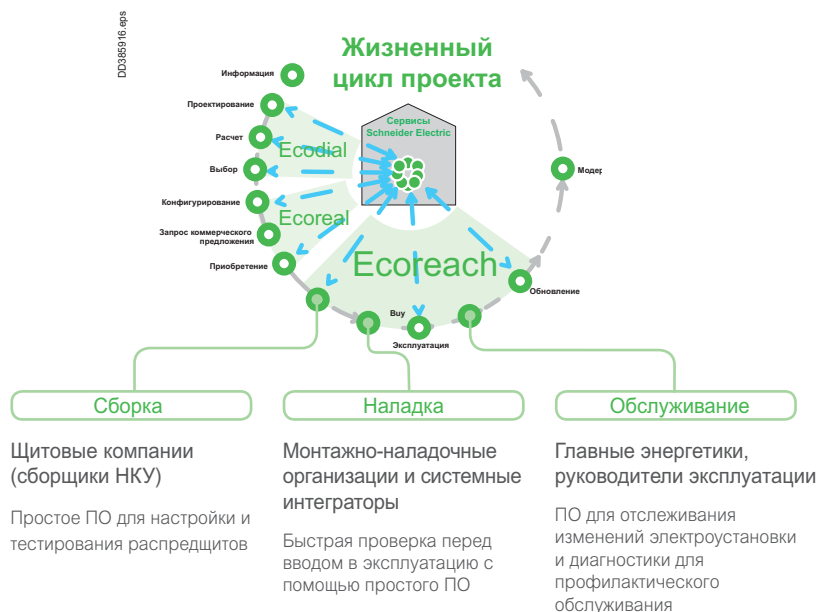 DD385916.eps
Жизненный
цикл проекта
Информация
Проектирование
Расчет
Выбор
Конфигурирование
Запрос коммерческого
предложения
Приобретение
Сервисы
Schneider Electric
Ecodial
Ecoreal
Ecoreach
Модер
Обновление
Buy
Эксплуатация
Сборка
Щитовые компании
(сборщики НКУ)
Простое ПО для настройки и
тестирования распредщитов
Наладка
Монтажно-наладочные
организации и системные
интеграторы
Быстрая проверка перед
вводом в эксплуатацию с
помощью простого ПО
Обслуживание
Главные энергетики,
руководители эксплуатации
ПО для отслеживания
изменений электроустановки
и диагностики для
профилактического
обслуживания